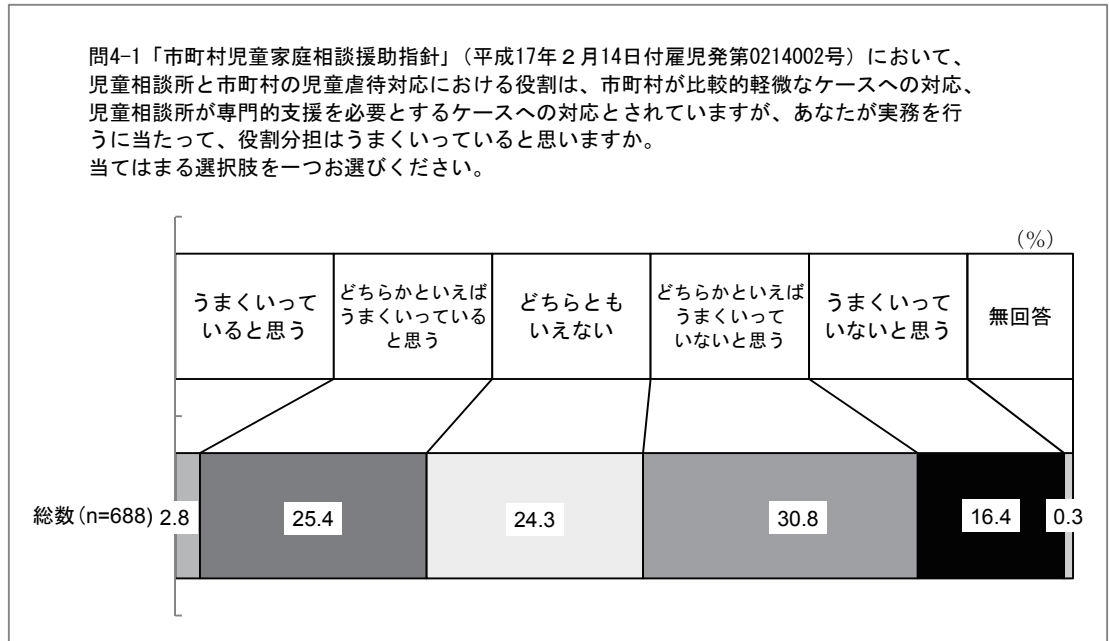 問4-1「市町村児童家庭相談援助指針」(平成17年2月14日付雇児発第0214002号)において、
児童相談所と市町村の児童虐待対応における役割は、市町村が比較的軽微なケースへの対応、
児童相談所が専門的支援を必要とするケースへの対応とされていますが、あなたが実務を行
うに当たって、役割分担はうまくいっていると思いますか。
当てはまる選択肢を一つお選びください。
(%)
うまくいって
いると思う
どちらかといえば
うまくいっている
と思う
どちらとも
いえない
どちらかといえば
うまくいって
いないと思う
うまくいって
いないと思う
無回答
総数(n=688) 2.8 25.4 24.3 30.8 16.4 0.3